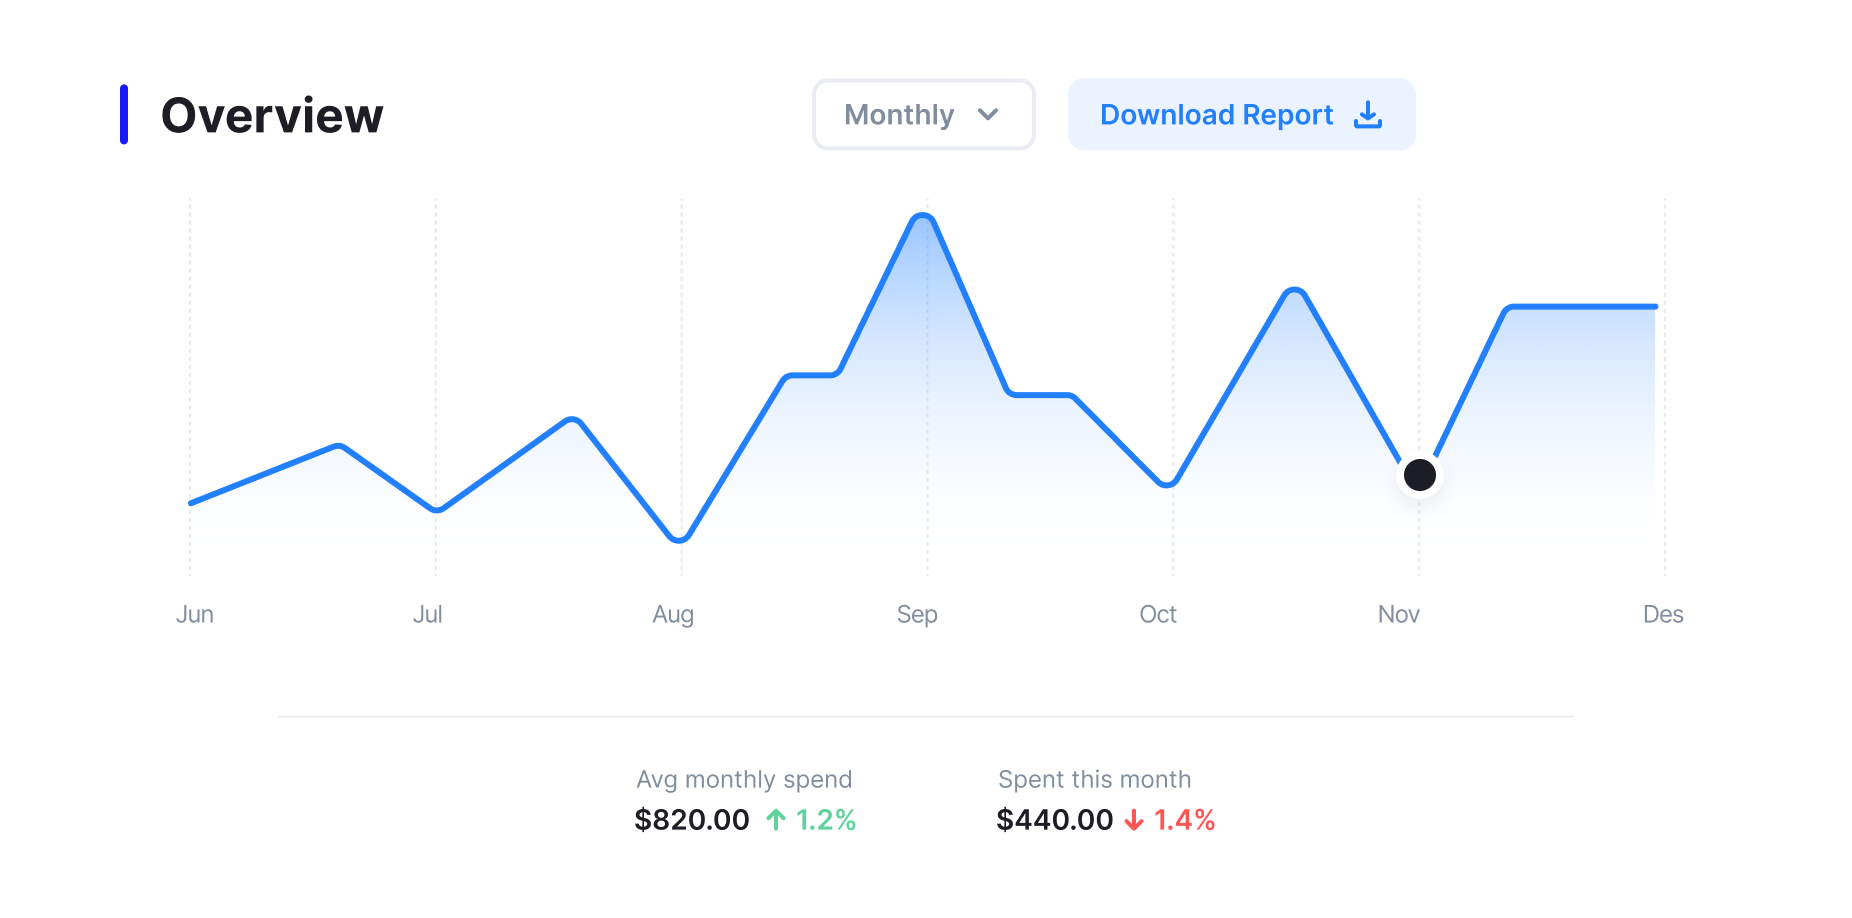 Overview
Monthly
Download Report
Jun Jul Aug Sep Oct Nov Des
Avg monthly spend
$820.00 ↑ 1.2%
Spent this month
$440.00 ↓ 1.4%